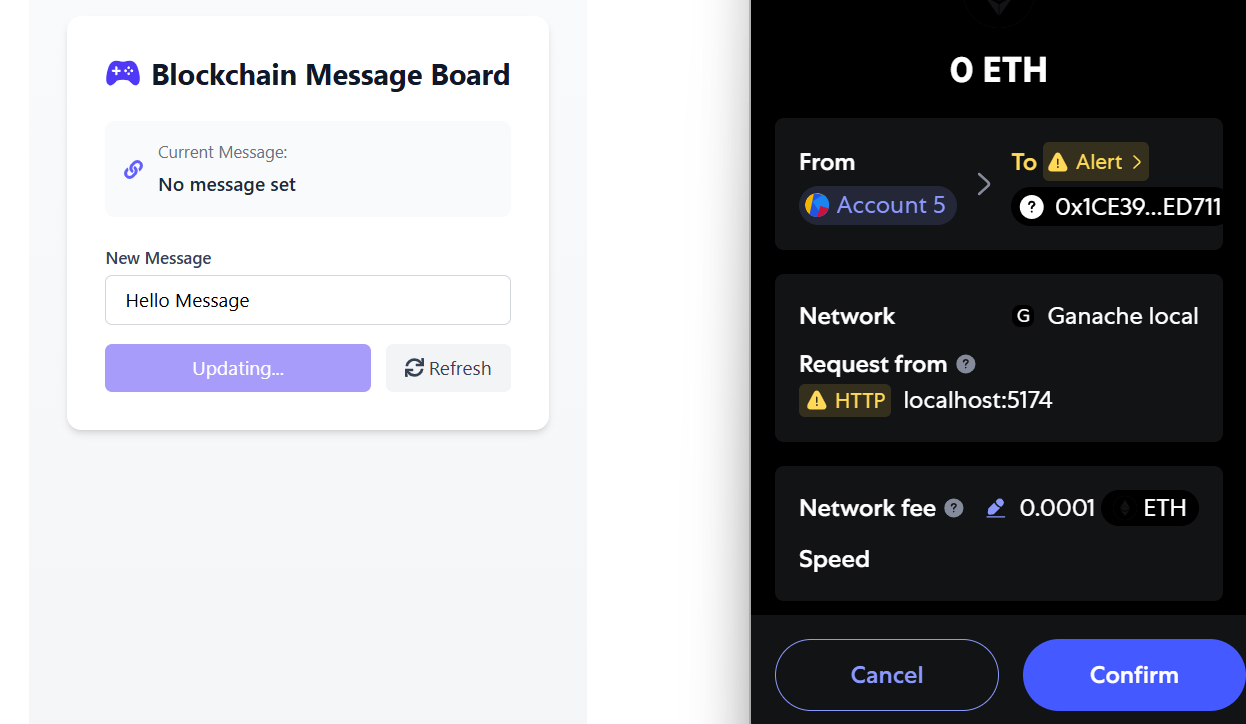 Blockchain Message Board
Current Message:
No message set
New Message
Hello Message
Updating...
Refresh
0 ETH
From
To Alert
Account 5
0x1CE39...ED711
Network
G Ganache local
Request from
HTTP localhost:5174
Network fee 0.0001 ETH
Speed
Cancel
Confirm